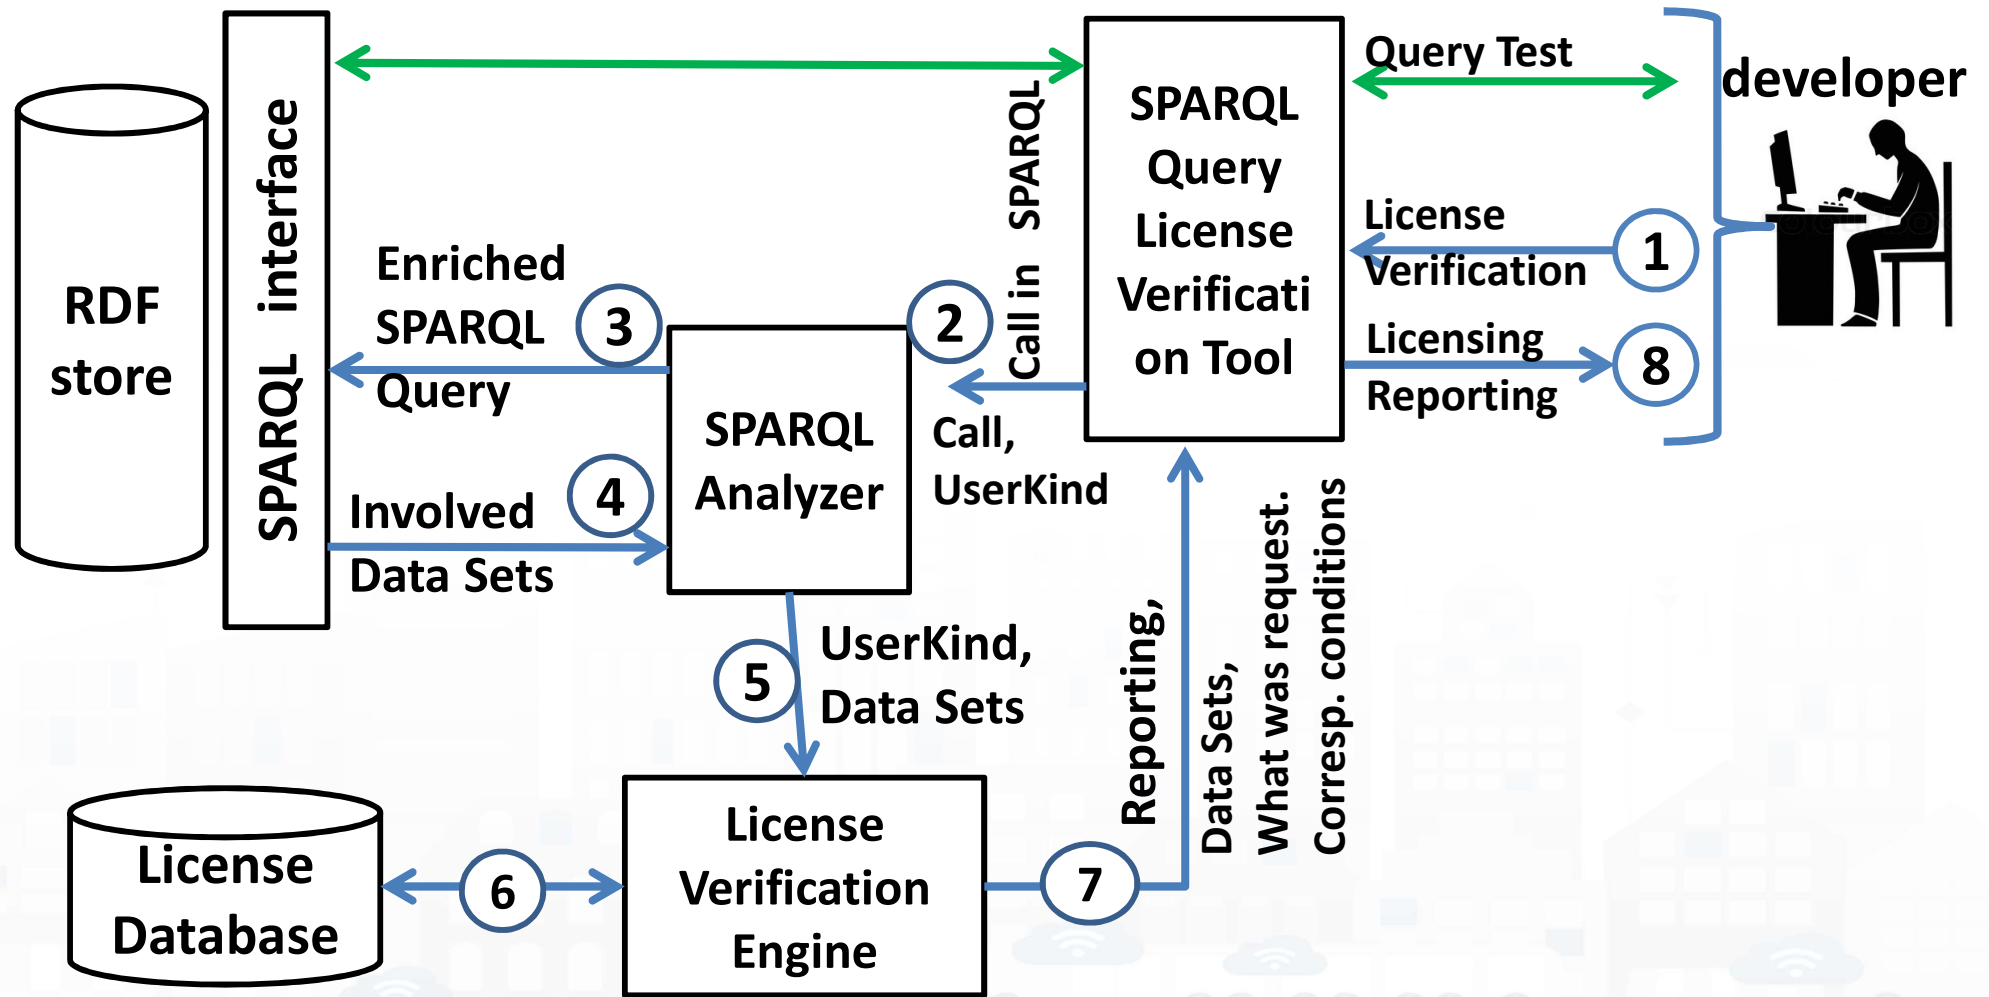 RDF
store
SPARQL interface
Call in SPARQL
SPARQL
Query
License
Verificati
on Tool
Query Test
developer
License
Verification
1
Licensing
Reporting
8
Enriched
SPARQL
Query
3
2
Call,
UserKind
SPARQL
Analyzer
Involved
Data Sets
4
5
UserKind,
Data Sets
Reporting,
Data Sets,
What was request.
Corresp. conditions
License
Database
6
License
Verification
Engine
7